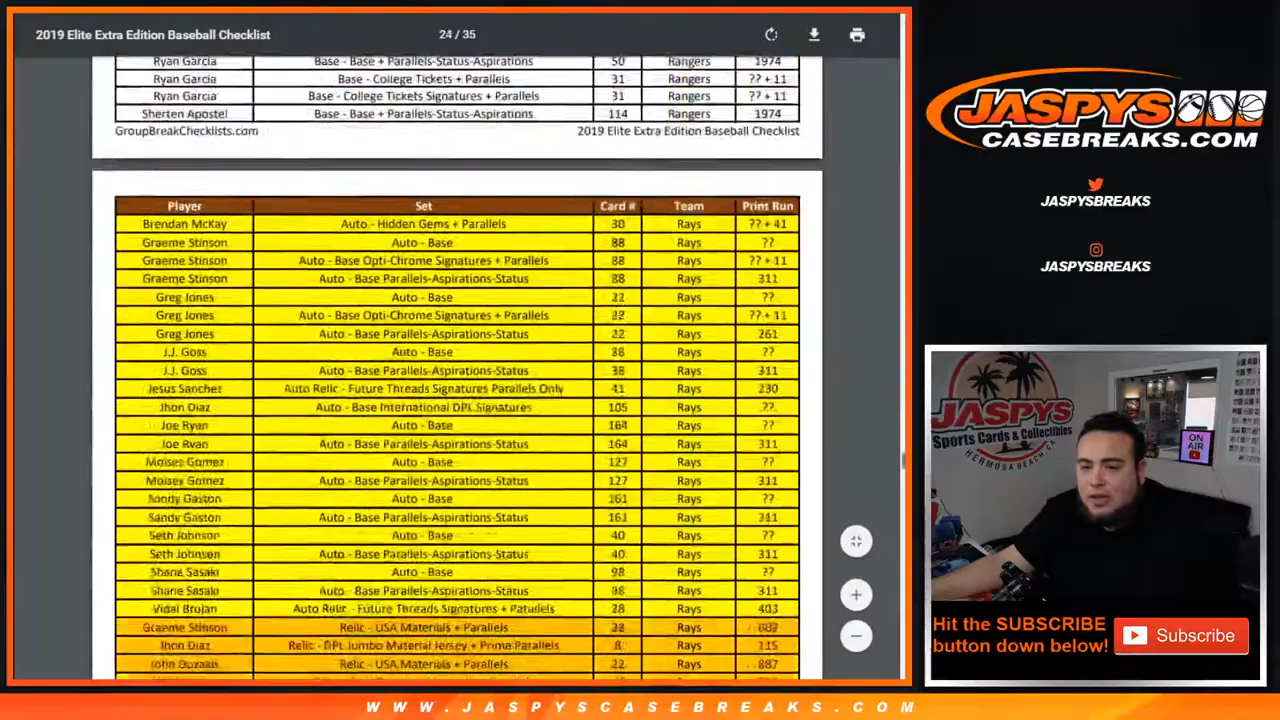 2019 Elite Extra Edition Baseball Checklist 24 / 35
Ryan Garcia Base - Base + Parallels-Status-Aspirations 50 Rangers 1974
Ryan Garcia Base - College Tickets + Parallels 31 Rangers ?? + 11
Ryan Garcia Base - College Tickets Signatures + Parallels 31 Rangers ?? + 11
Sherten Apostel Base - Base + Parallels-Status-Aspirations 114 Rangers 1974
GroupBreakChecklists.com 2019 Elite Extra Edition Baseball Checklist
Player Set Card # Team Print Run
Brendan McKay Auto - Hidden Gems + Parallels 30 Rays ?? + 41
Graeme Stinson Auto - Base 88 Rays ??
Graeme Stinson Auto - Base Opti-Chrome Signatures + Parallels 88 Rays ?? + 11
Graeme Stinson Auto - Base Parallels-Aspirations-Status 88 Rays 311
Greg Jones Auto - Base 22 Rays ??
Greg Jones Auto - Base Opti-Chrome Signatures + Parallels 22 Rays ?? + 11
Greg Jones Auto - Base Parallels-Aspirations-Status 22 Rays 261
J.J. Goss Auto - Base 38 Rays ??
J.J. Goss Auto - Base Parallels-Aspirations-Status 38 Rays 311
Jesus Sanchez Auto Relic - Future Threads Signatures Parallels Only 41 Rays 230
Jhon Diaz Auto - Base International DPL Signatures 105 Rays ??
Joe Ryan Auto - Base 164 Rays ??
Joe Ryan Auto - Base Parallels-Aspirations-Status 164 Rays 311
Moises Gomez Auto - Base 127 Rays ??
Moises Gomez Auto - Base Parallels-Aspirations-Status 127 Rays 311
Sandy Gaston Auto - Base 161 Rays ??
Sandy Gaston Auto - Base Parallels-Aspirations-Status 161 Rays 311
Seth Johnson Auto - Base 40 Rays ??
Seth Johnson Auto - Base Parallels-Aspirations-Status 40 Rays 311
Shane Sasaki Auto - Base 98 Rays ??
Shane Sasaki Auto - Base Parallels-Aspirations-Status 98 Rays 311
Vidal Brujan Auto Relic - Future Threads Signatures + Parallels 28 Rays 403
Graeme Stinson Relic - USA Materials + Parallels Rays
Jhon Diaz Relic - DPL Jumbo Material Jersey + Prime Parallels 8 Rays 115
Relic - USA Materials + Parallels 22 Rays 887
JASPYS
CASEBREAKS.COM
JASPYSBREAKS
JASPYSBREAKS
JASPYS
Sports Cards & Collectibles
HERMOSA BEACH, CA
ON AIR
Hit the SUBSCRIBE
button down below!
Subscribe
WWW.JASPYSCASEBREAKS.COM